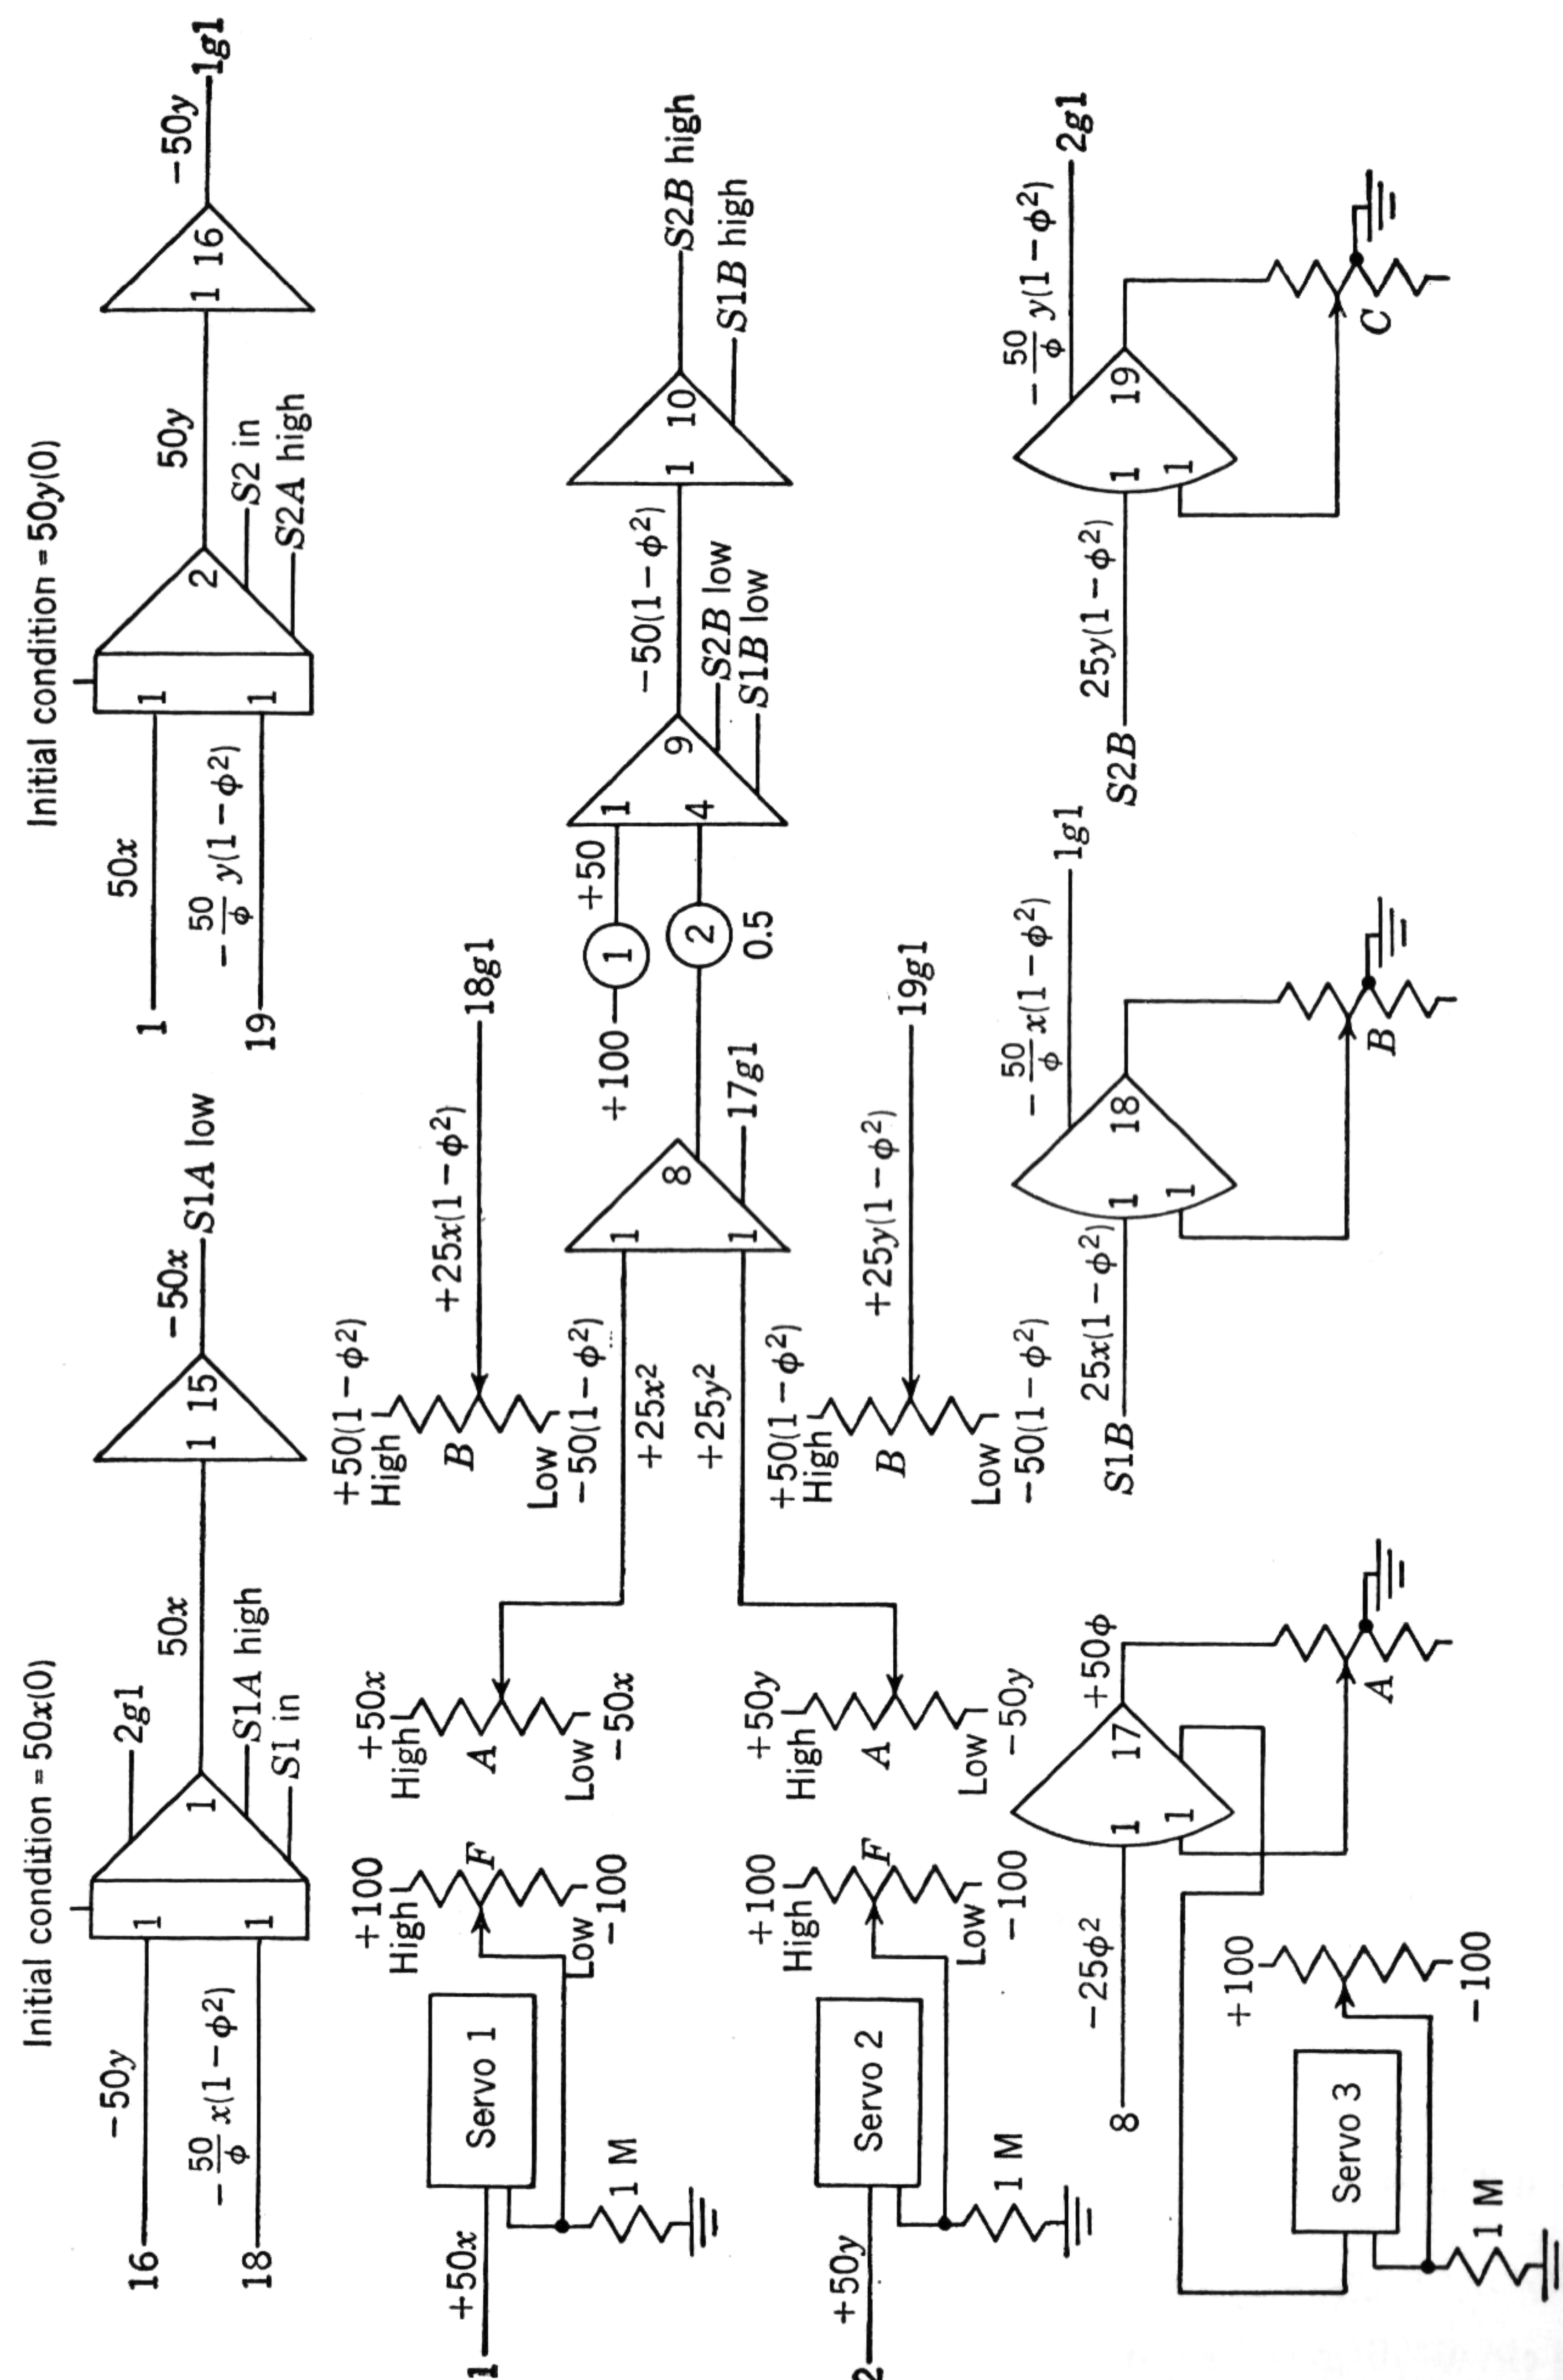 Initial condition = 50x(0)
16
−50y
18
−50/ϕ x(1−ϕ²)
1
1
1
2g1
S1A high
S1 in
50x
1
15
−50x
S1A low
Initial condition = 50y(0)
1
50x
19
−50/ϕ y(1−ϕ²)
1
1
2
S2 in
S2A high
50y
1
16
−50y
1g1
1
+50x
Servo 1
1 M
+100
High
F
Low
−100
+50x
High
A
Low
−50x
+50(1−ϕ²)
High
B
Low
−50(1−ϕ²)
+25x(1−ϕ²)
18g1
+25x²
+25y²
1
1
8
17g1
+100
1
+50
2
0.5
1
4
9
−50(1−ϕ²)
S2B low
S1B low
1
10
S2B high
S1B high
2
+50y
Servo 2
1 M
+100
High
F
Low
−100
+50y
High
A
Low
−50y
+50(1−ϕ²)
High
B
Low
−50(1−ϕ²)
+25y(1−ϕ²)
19g1
8
−25ϕ²
1
1
17
+50ϕ
A
Servo 3
1 M
+100
−100
S1B
25x(1−ϕ²)
1
1
18
−50/ϕ x(1−ϕ²)
1g1
B
S2B
25y(1−ϕ²)
1
1
19
−50/ϕ y(1−ϕ²)
2g1
C